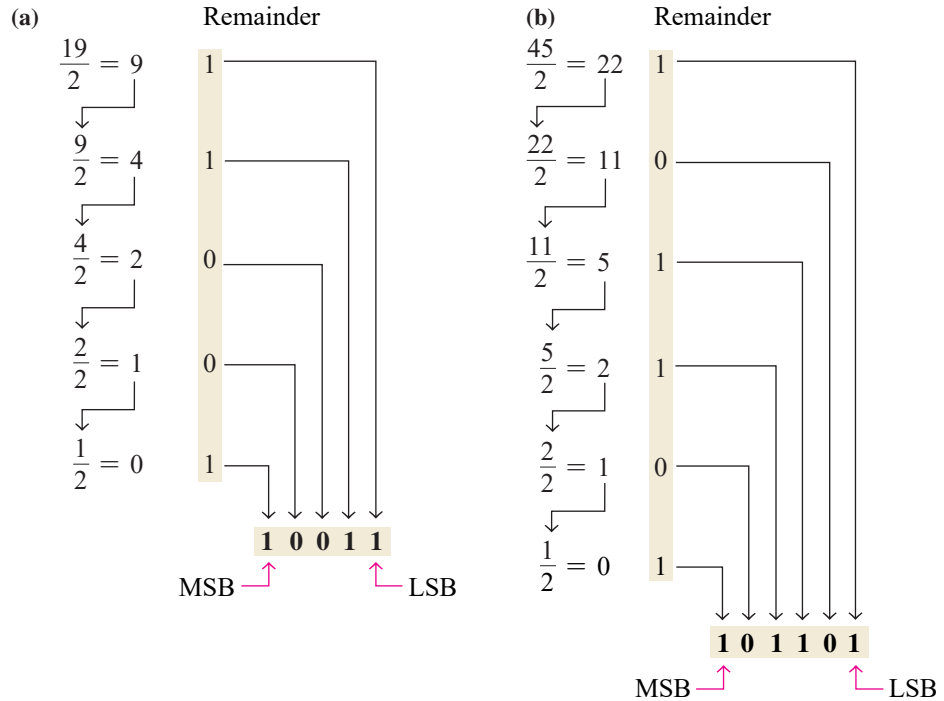 (a) Remainder
19/2 = 9 1
9/2 = 4 1
4/2 = 2 0
2/2 = 1 0
1/2 = 0 1
1 0 0 1 1
MSB LSB
(b) Remainder
45/2 = 22 1
22/2 = 11 0
11/2 = 5 1
5/2 = 2 1
2/2 = 1 0
1/2 = 0 1
1 0 1 1 0 1
MSB LSB